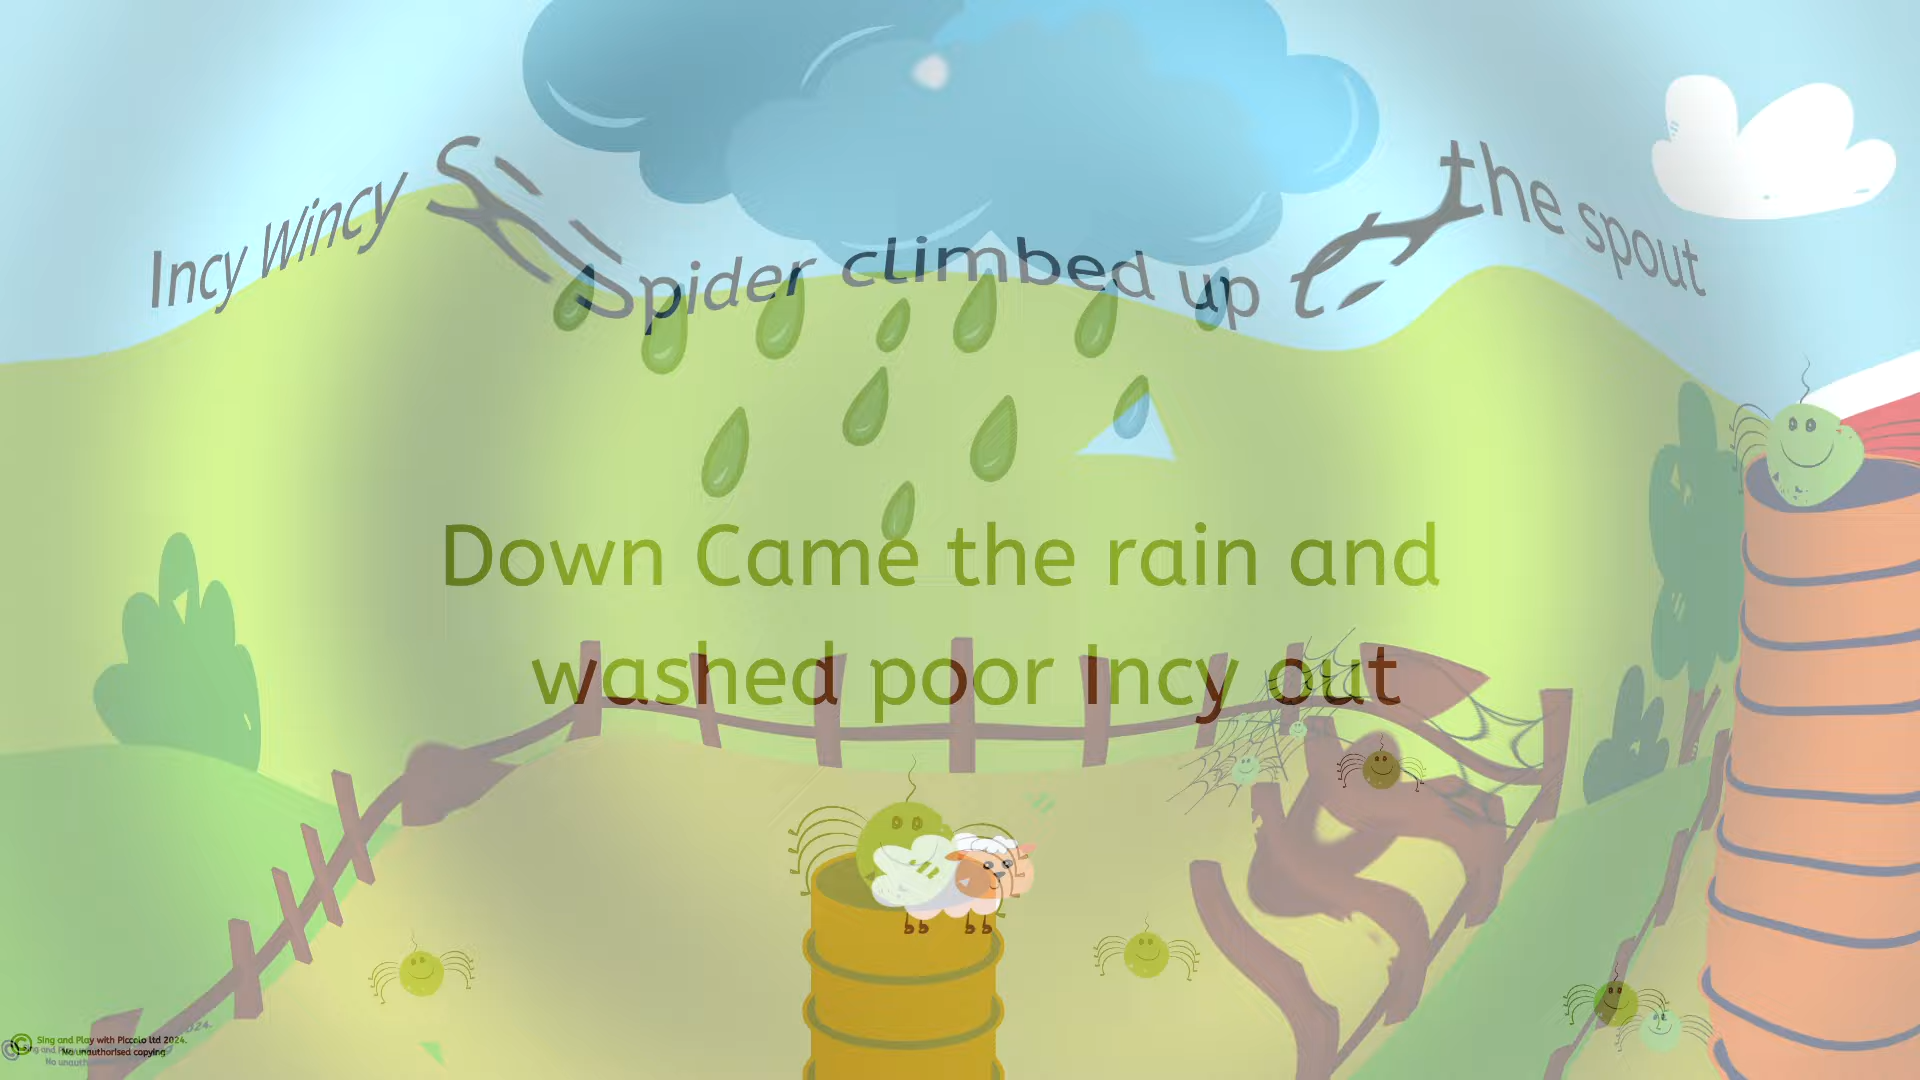 Incy Wincy Spider climbed up the spout
Down Came the rain and
washed poor Incy out
Sing and Play with Piccolo ltd 2024.
No unauthorised copying